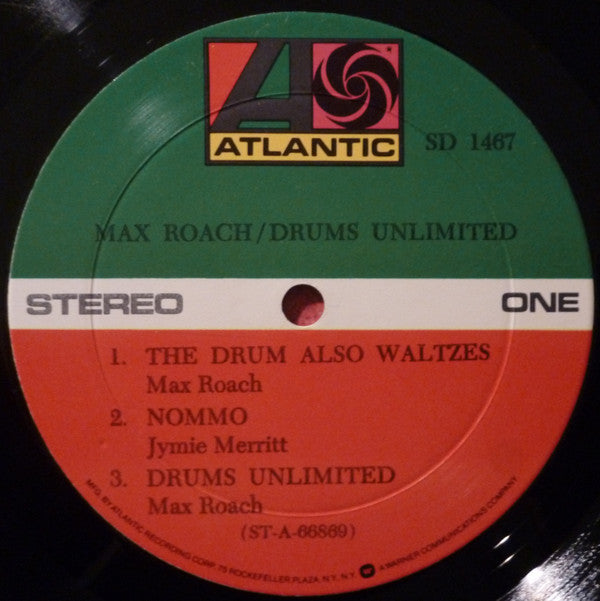 ATLANTIC
SD 1467
MAX ROACH/DRUMS UNLIMITED
STEREO
ONE
1. THE DRUM ALSO WALTZES
Max Roach
2. NOMMO
Jymie Merritt
3. DRUMS UNLIMITED
Max Roach
(ST-A-66869)
MFG. BY ATLANTIC RECORDING CORP. 75 ROCKEFELLER PLAZA, N.Y., N.Y. W A WARNER COMMUNICATIONS COMPANY